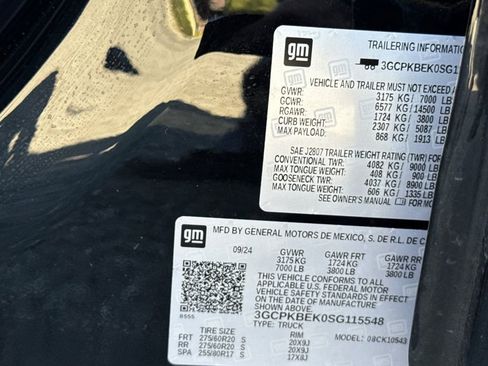 gm
TRAILERING INFORMATIO
3GCPKBEK0SG11
VEHICLE AND TRAILER MUST NOT EXCEED A
GVWR: 3175 KG / 7000 LB
GCWR: 6577 KG / 14500 LB
RGAWR: 1724 KG / 3800 LB
CURB WEIGHT: 2307 KG / 5087 LB
MAX PAYLOAD: 868 KG / 1913 LB
SAE J2807 TRAILER WEIGHT RATING (TWR) FOR
CONVENTIONAL TWR: 4082 KG / 9000 LB
MAX TONGUE WEIGHT: 408 KG / 900 LB
GOOSENECK TWR: 4037 KG / 8900 LB
MAX TONGUE WEIGHT: 606 KG / 1335 LB
SEE OWNER'S MANUAL FOR MO
gm
MFD BY GENERAL MOTORS DE MEXICO, S. DE R.L. DE C
09/24 GVWR GAWR FRT GAWR RR
3175 KG 1724 KG 1724 KG
7000 LB 3800 LB 3800 LB
THIS VEHICLE CONFORMS TO ALL
APPLICABLE U.S. FEDERAL MOTOR
VEHICLE SAFETY STANDARDS IN EFFECT
ON THE DATE OF MANUFACTURE SHOWN ABOVE.
3GCPKBEK0SG115548
TYPE: TRUCK
8555
MODEL: 08CK10543
TIRE SIZE RIM
FRT 275/60R20 S 20X9J
RR 275/60R20 S 20X9J
SPA 255/80R17 S 17X8J